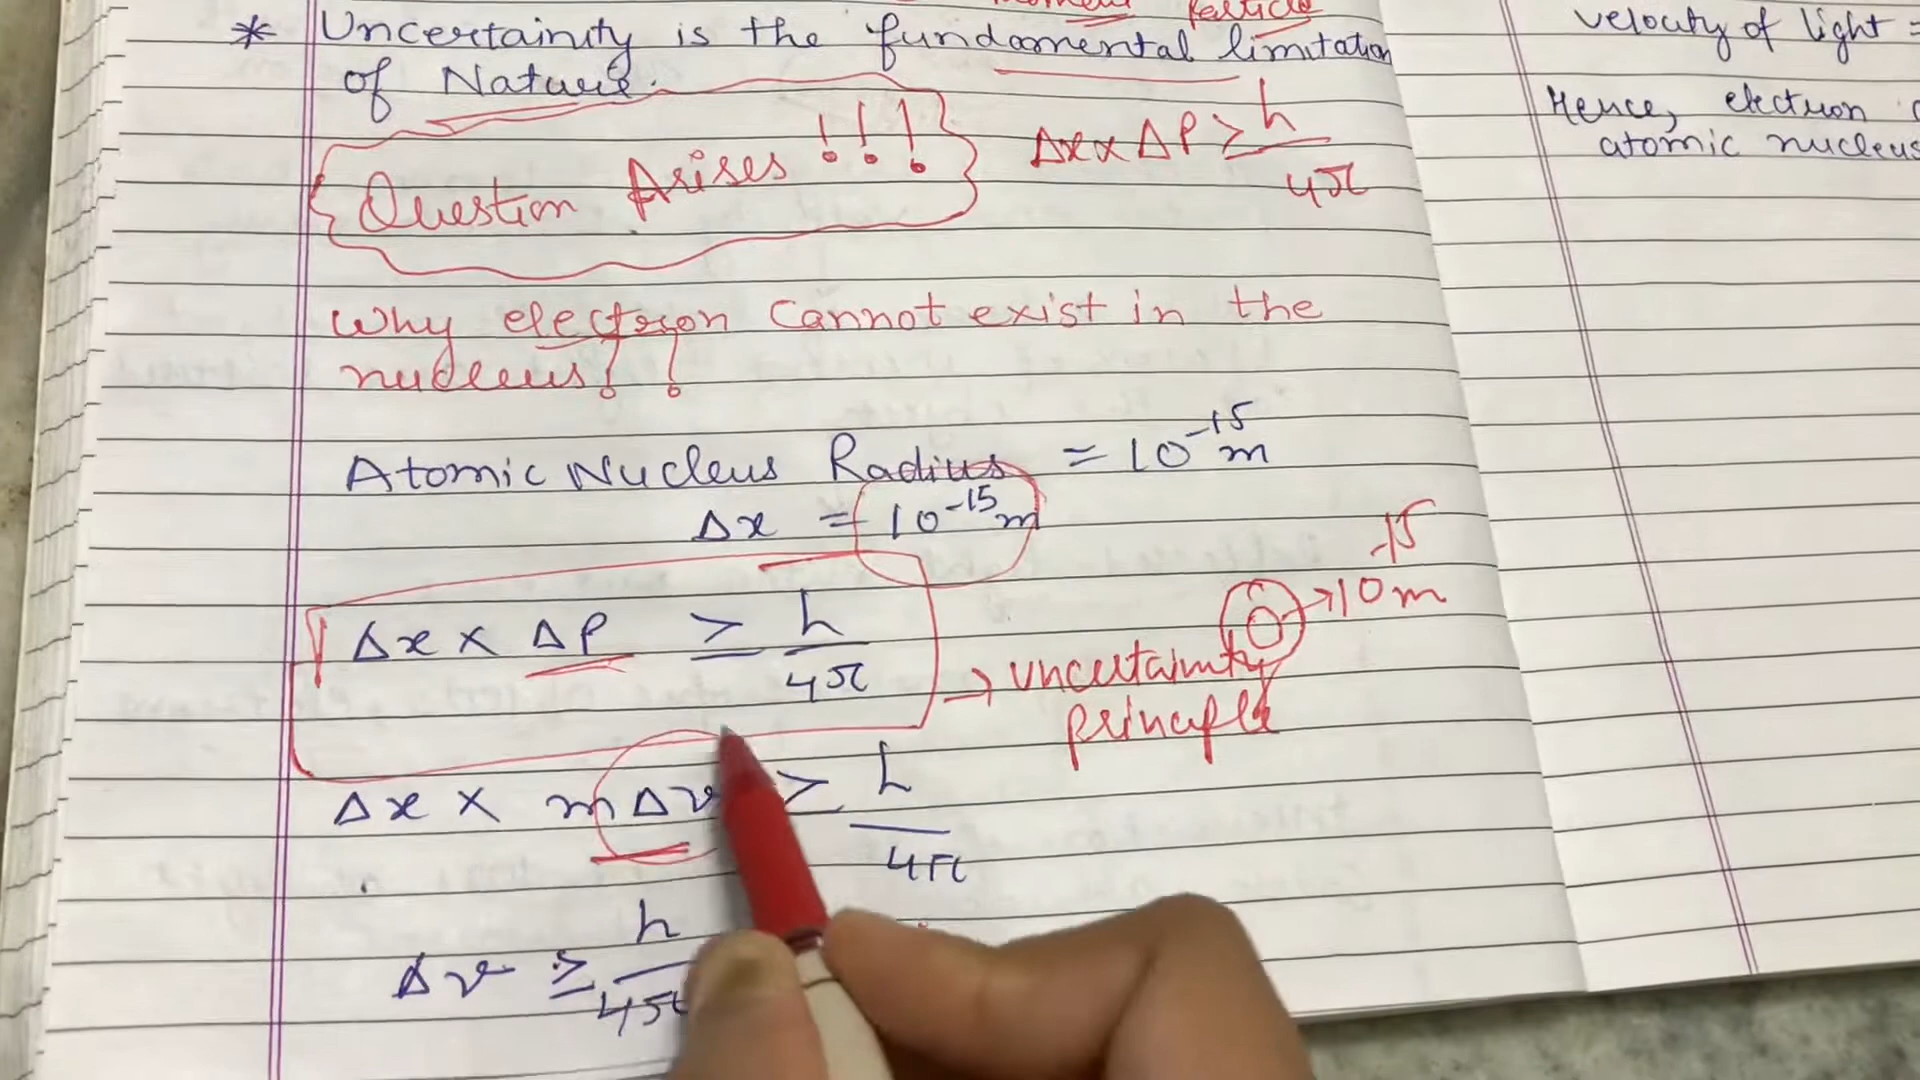 particle
* Uncertainity is the fundamental limitation
of Nature.
Question Arises !!!
Δx x ΔP ≥ h/4π
Why electron cannot exist in the
nucleus! !
Atomic Nucleus Radius = 10⁻¹⁵ m
Δx = 10⁻¹⁵ m
Δx x ΔP ≥ h/4π
→ 10⁻¹⁵ m
→ uncertainty
principle
Δx x mΔv ≥ h/4π
Δv ≥ h/4π
velocity of light =
Hence, electron
atomic nucleus